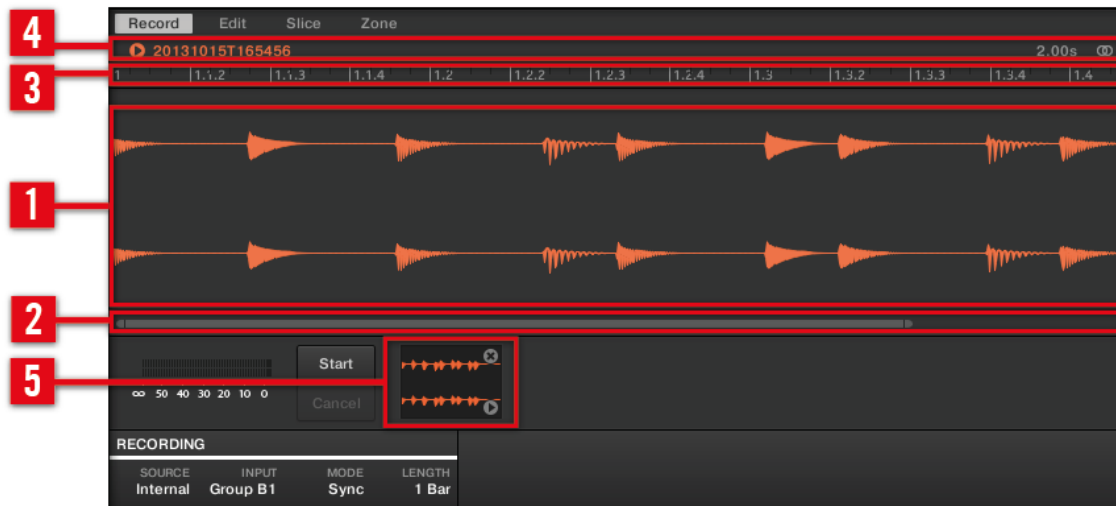 Record Edit Slice Zone
4
20131015T165456 2.00s
3
1 1.1.2 1.1.3 1.1.4 1.2 1.2.2 1.2.3 1.2.4 1.3 1.3.2 1.3.3 1.3.4 1.4
1
2
5
Start
∞ 50 40 30 20 10 0
Cancel
RECORDING
SOURCE INPUT MODE LENGTH
Internal Group B1 Sync 1 Bar